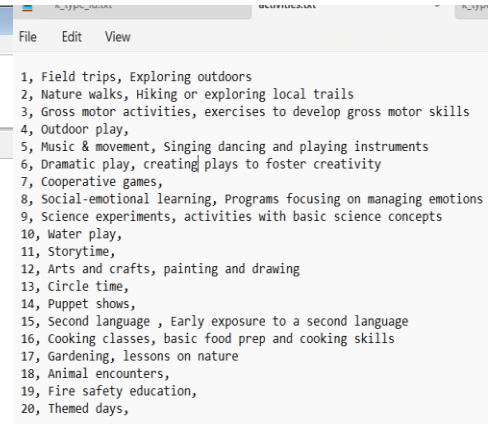 k_type_id.txt
activities.txt
File Edit View
1, Field trips, Exploring outdoors
2, Nature walks, Hiking or exploring local trails
3, Gross motor activities, exercises to develop gross motor skills
4, Outdoor play,
5, Music & movement, Singing dancing and playing instruments
6, Dramatic play, creating plays to foster creativity
7, Cooperative games,
8, Social-emotional learning, Programs focusing on managing emotions
9, Science experiments, activities with basic science concepts
10, Water play,
11, Storytime,
12, Arts and crafts, painting and drawing
13, Circle time,
14, Puppet shows,
15, Second language , Early exposure to a second language
16, Cooking classes, basic food prep and cooking skills
17, Gardening, lessons on nature
18, Animal encounters,
19, Fire safety education,
20, Themed days,